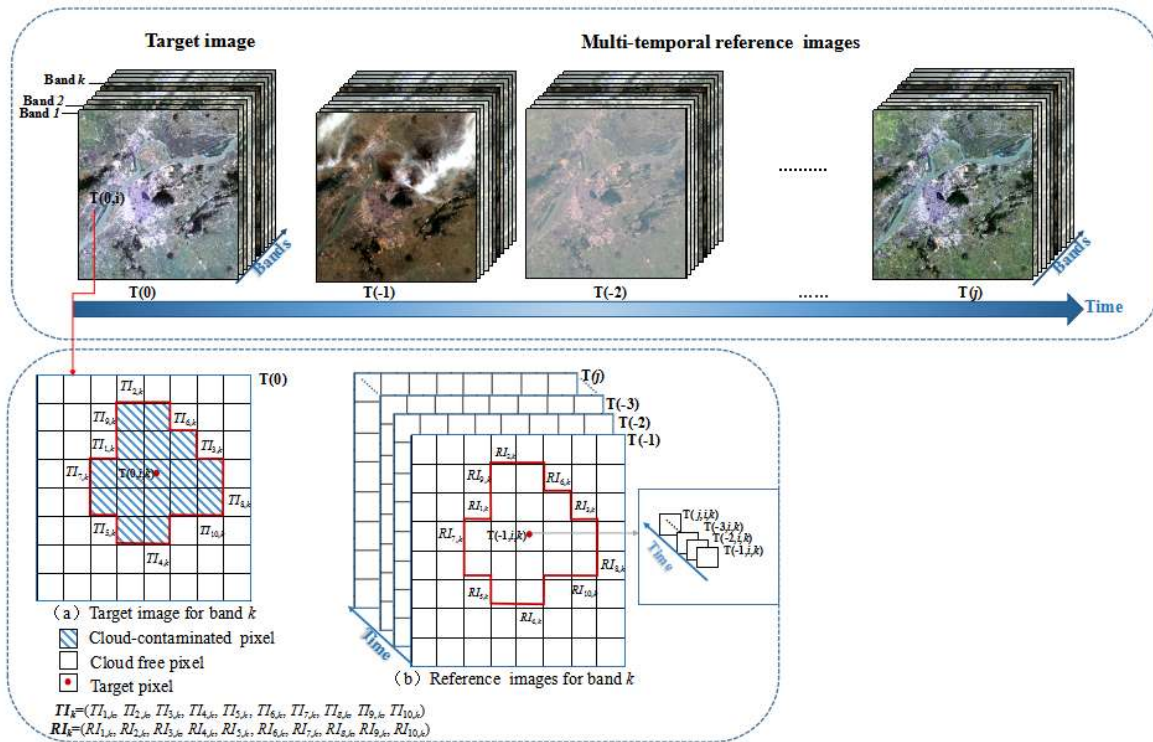 Target image
Multi-temporal reference images
Band k
Band 2
Band 1
T(0,i)
Bands
Bands
T(0)
T(-1)
T(-2)
......
T(j)
Time
T(0)
TI2,k
TI9,k
TI6,k
TI1,k
TI3,k
TI7,k
T(0,i,k)
TI8,k
TI5,k
TI10,k
TI4,k
(a) Target image for band k
Cloud-contaminated pixel
Cloud free pixel
Target pixel
T(j)
T(-3)
T(-2)
T(-1)
RI2,k
RI9,k
RI6,k
RI1,k
RI3,k
RI7,k
T(-1,i,k)
RI8,k
RI5,k
RI10,k
RI4,k
Time
(b) Reference images for band k
T(j,i,k)
T(-3,i,k)
T(-2,i,k)
T(-1,i,k)
Time
TIk=(TI1,k, TI2,k, TI3,k, TI4,k, TI5,k, TI6,k, TI7,k, TI8,k, TI9,k, TI10,k)
RIk=(RI1,k, RI2,k, RI3,k, RI4,k, RI5,k, RI6,k, RI7,k, RI8,k, RI9,k, RI10,k)